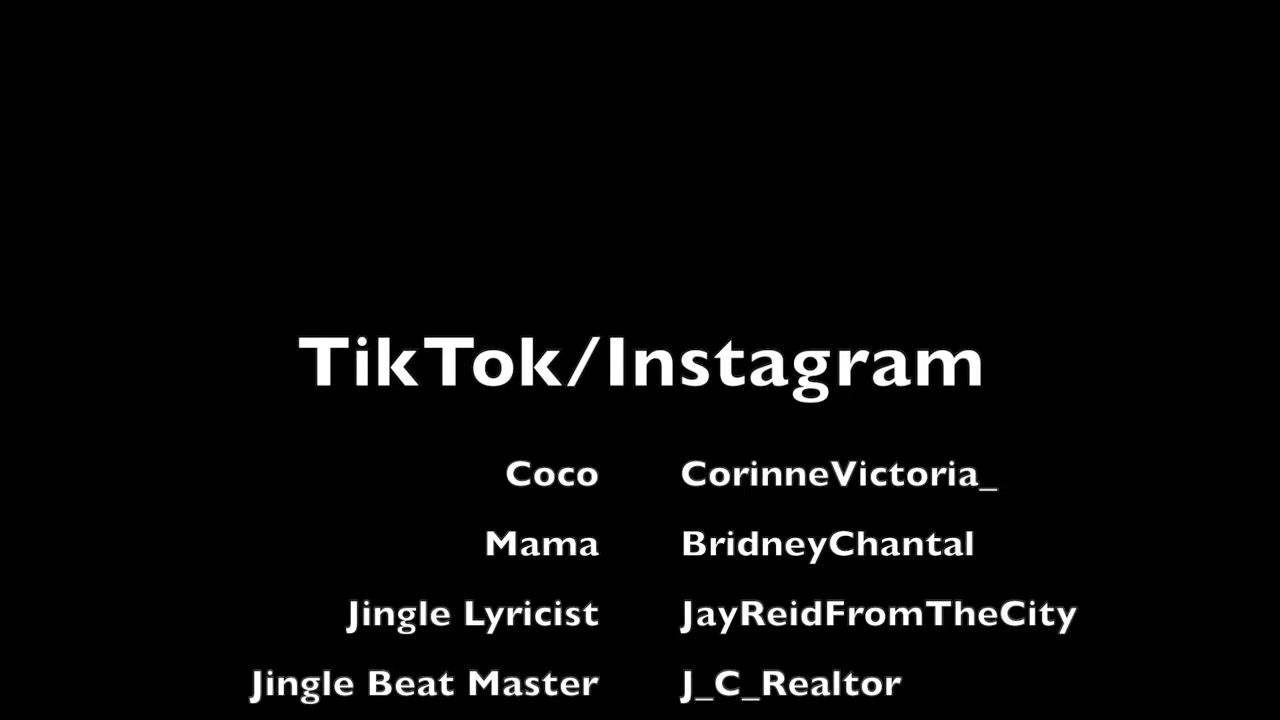 TikTok/Instagram
Coco CorinneVictoria_
Mama BridneyChantal
Jingle Lyricist JayReidFromTheCity
Jingle Beat Master J_C_Realtor